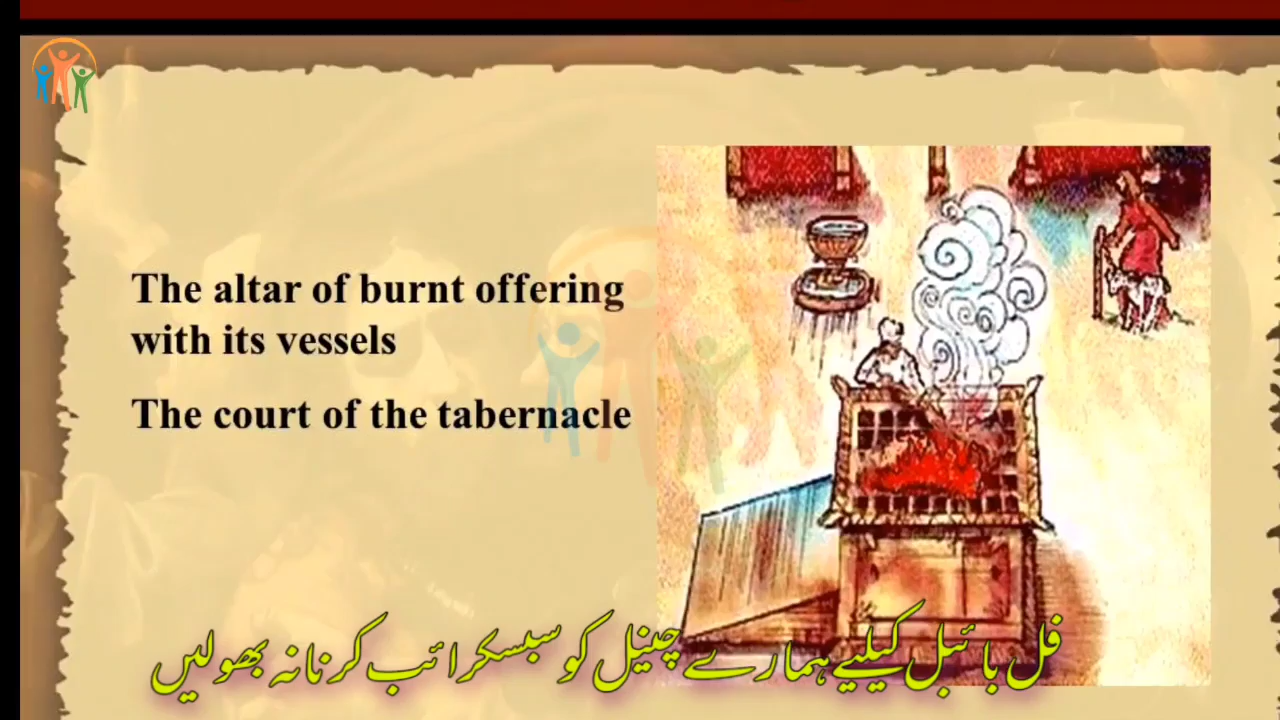 The altar of burnt offering
with its vessels
The court of the tabernacle
فل بائبل کیلیے ہمارے چینل کو سبسکرائب کرنا نہ بھولیں